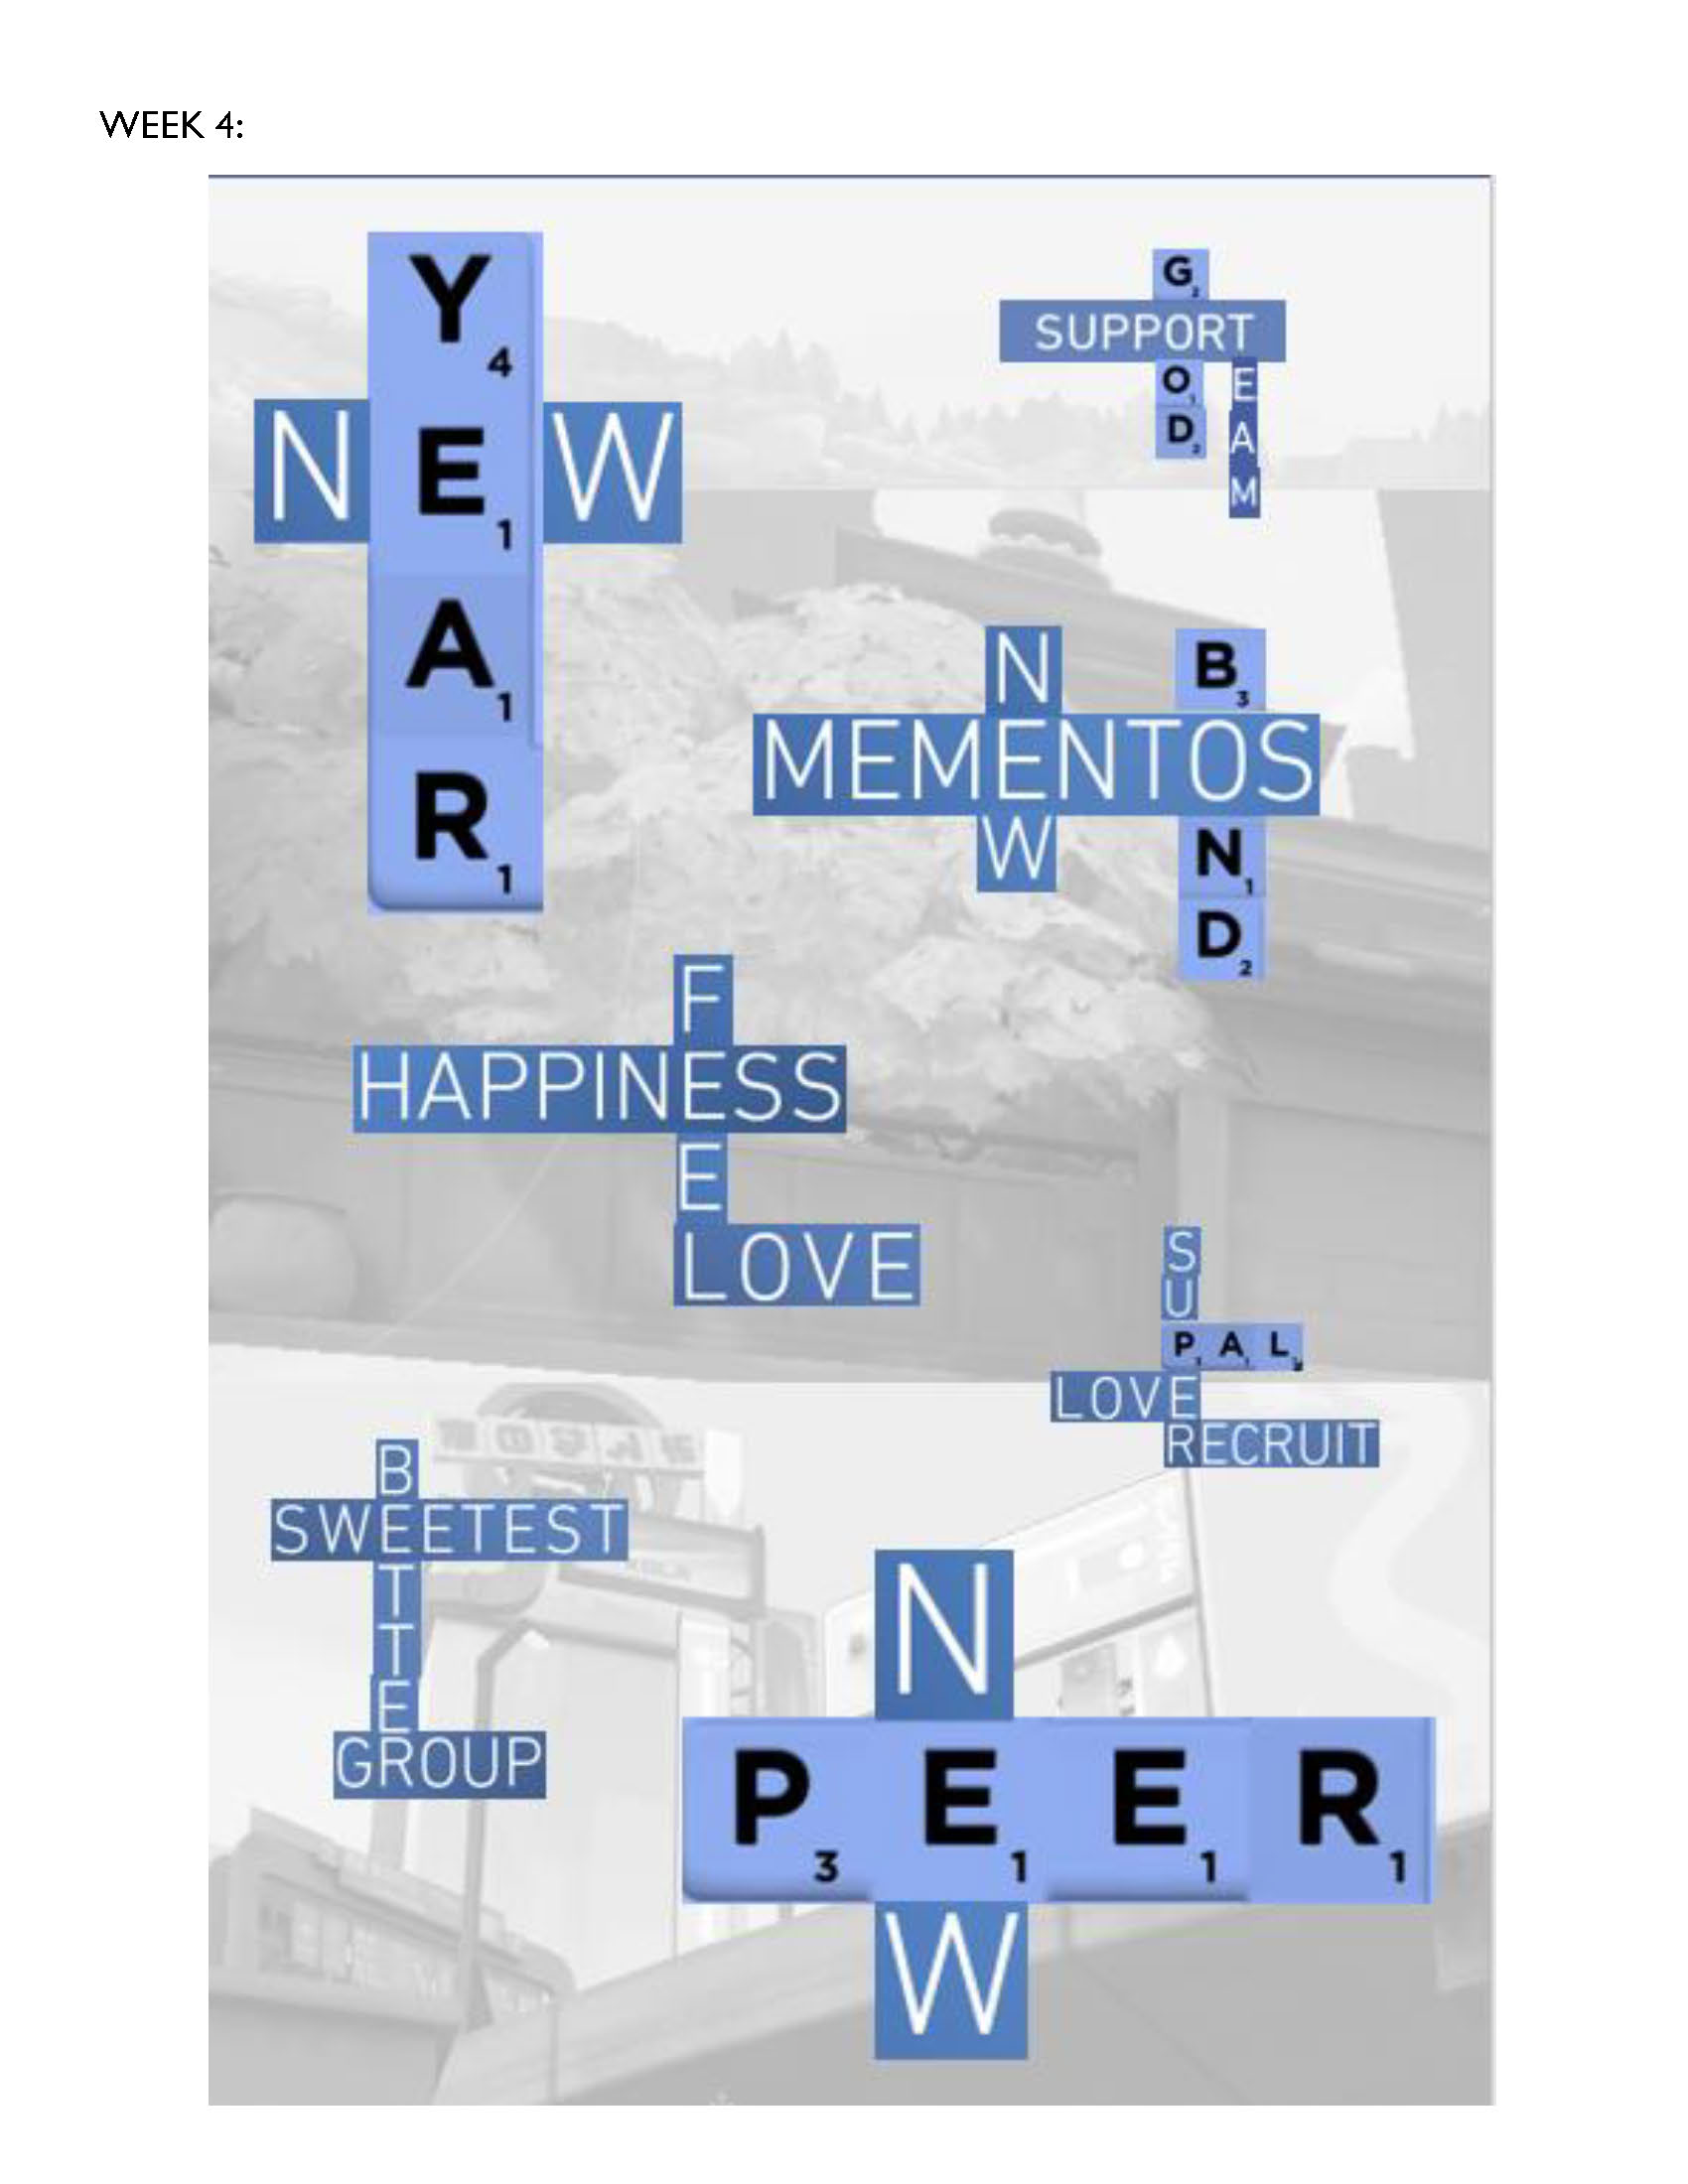 WEEK 4:
YEAR
NEW
GOOD
SUPPORT
TEAM
NEW
BOND
MEMENTOS
FEEL
HAPPINESS
LOVE
SUPER
PAL
LOVE
RECRUIT
BETTER
SWEETEST
GROUP
NEW
PEER